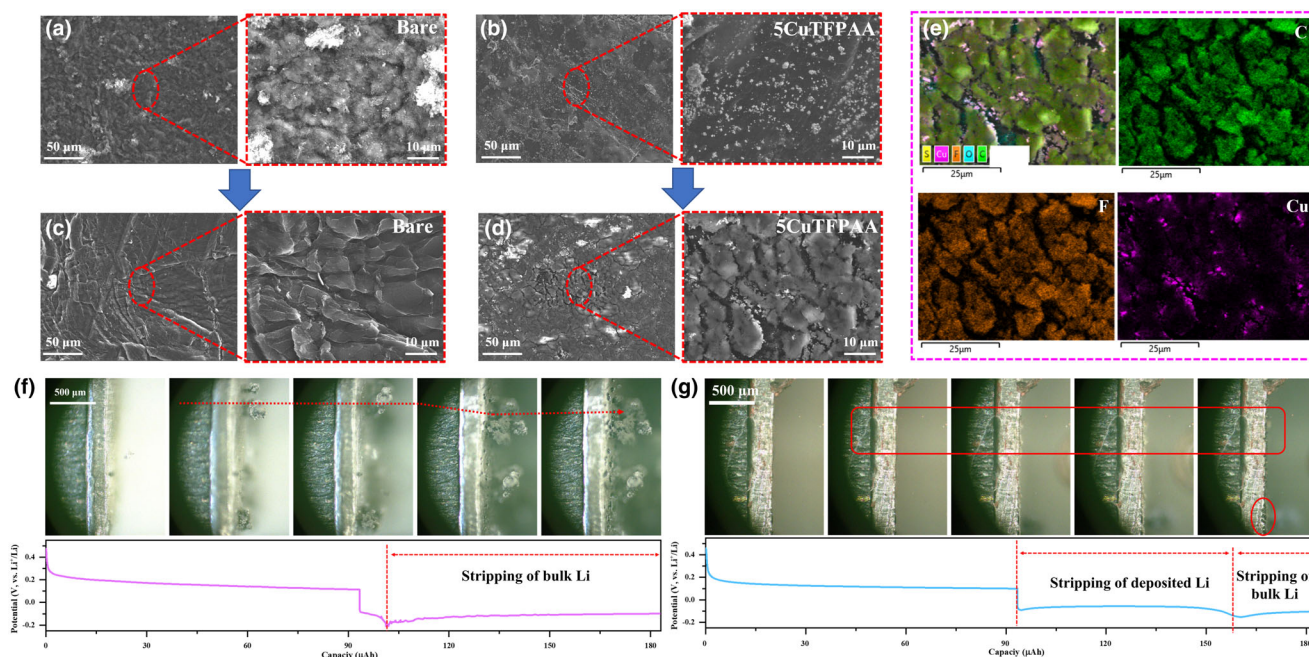 (a)
Bare
50 µm
10 µm
(b)
5CuTFPAA
50 µm
10 µm
(c)
Bare
50 µm
10 µm
(d)
5CuTFPAA
50 µm
10 µm
(e)
S Cu F O C
25µm
C
25µm
F
25µm
Cu
25µm
(f)
500 µm
Potential (V, vs. Li⁺/Li)
0.4
0.2
0.0
-0.2
Stripping of bulk Li
0 30 60 90 120 150 180
Capaciy (µAh)
(g)
500 µm
Potential (V, vs. Li⁺/Li)
0.4
0.2
0.0
-0.2
Stripping of deposited Li
Stripping of
bulk Li
0 30 60 90 120 150 180
Capaciy (µAh)